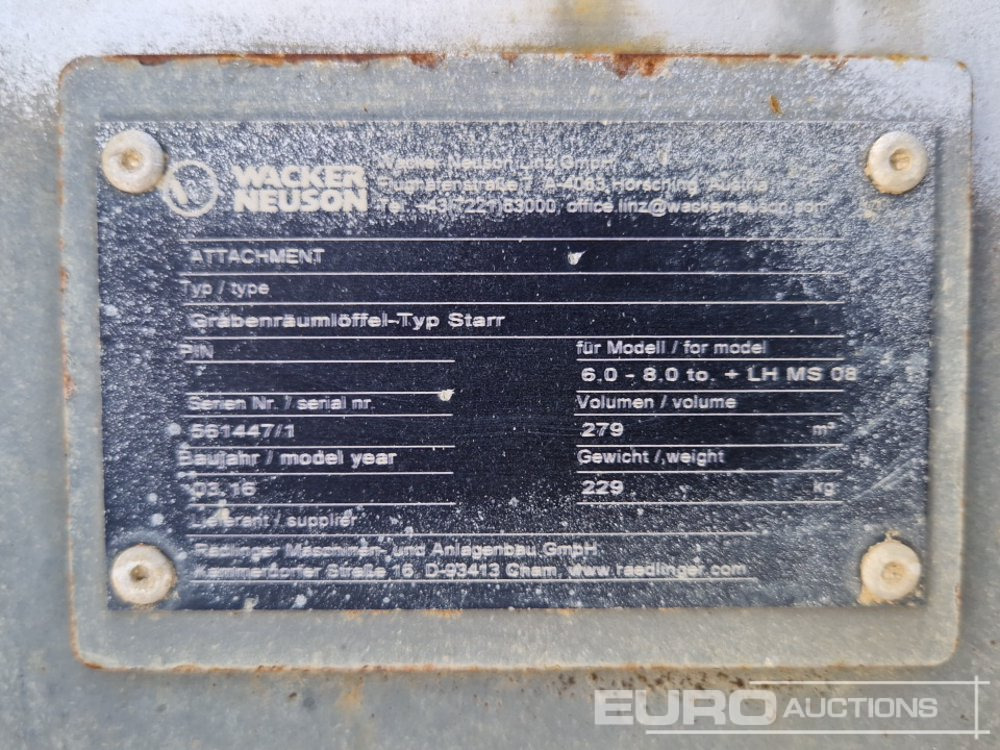 WACKER
NEUSON
Wacker Neuson Linz GmbH
Flughafenstraße 7, A-4063 Hörsching, Austria
Tel. +43(7221)63000, office.linz@wackerneuson.com
ATTACHMENT
Typ / type
Grabenräumlöffel-Typ Starr
PIN
für Modell / for model
6.0 - 8.0 to. + LH MS 08
Serien Nr. / serial nr.
Volumen / volume
561447/1
279 m³
Baujahr / model year
Gewicht / weight
03.16
229 kg
Lieferant / supplier
Rädlinger Maschinen- und Anlagenbau GmbH
Kammerdorfer Straße 16, D-93413 Cham, www.raedlinger.com
EURO AUCTIONS